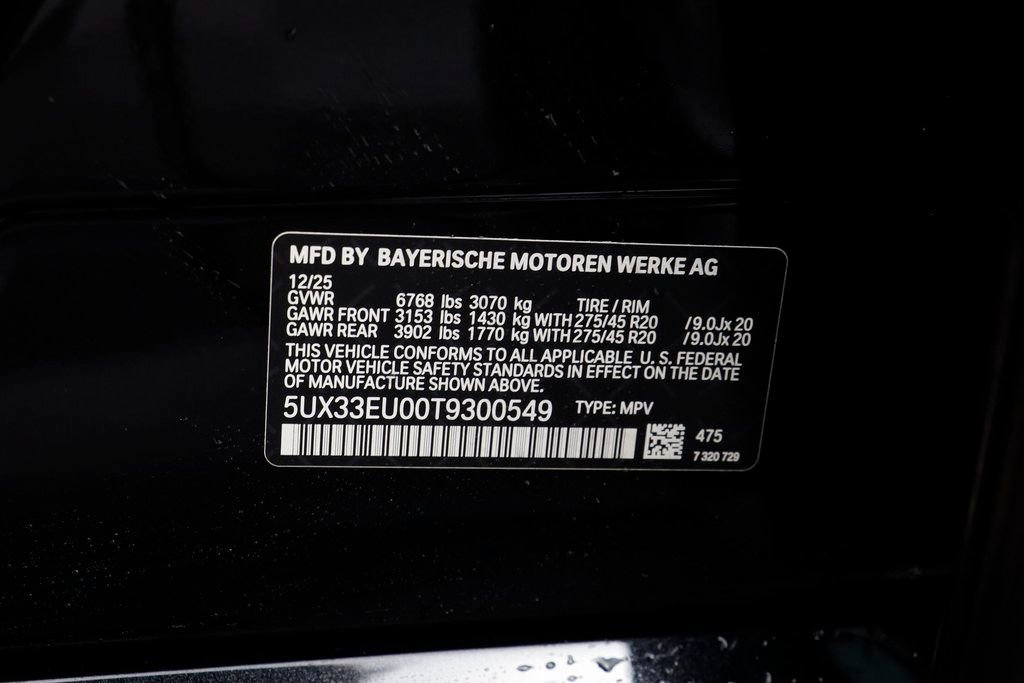 MFD BY BAYERISCHE MOTOREN WERKE AG
12/25
GVWR 6768 lbs 3070 kg TIRE / RIM
GAWR FRONT 3153 lbs 1430 kg WITH 275/45 R20 / 9.0Jx 20
GAWR REAR 3902 lbs 1770 kg WITH 275/45 R20 / 9.0Jx 20
THIS VEHICLE CONFORMS TO ALL APPLICABLE U. S. FEDERAL
MOTOR VEHICLE SAFETY STANDARDS IN EFFECT ON THE DATE
OF MANUFACTURE SHOWN ABOVE.
5UX33EU00T9300549 TYPE: MPV
475
7 320 729